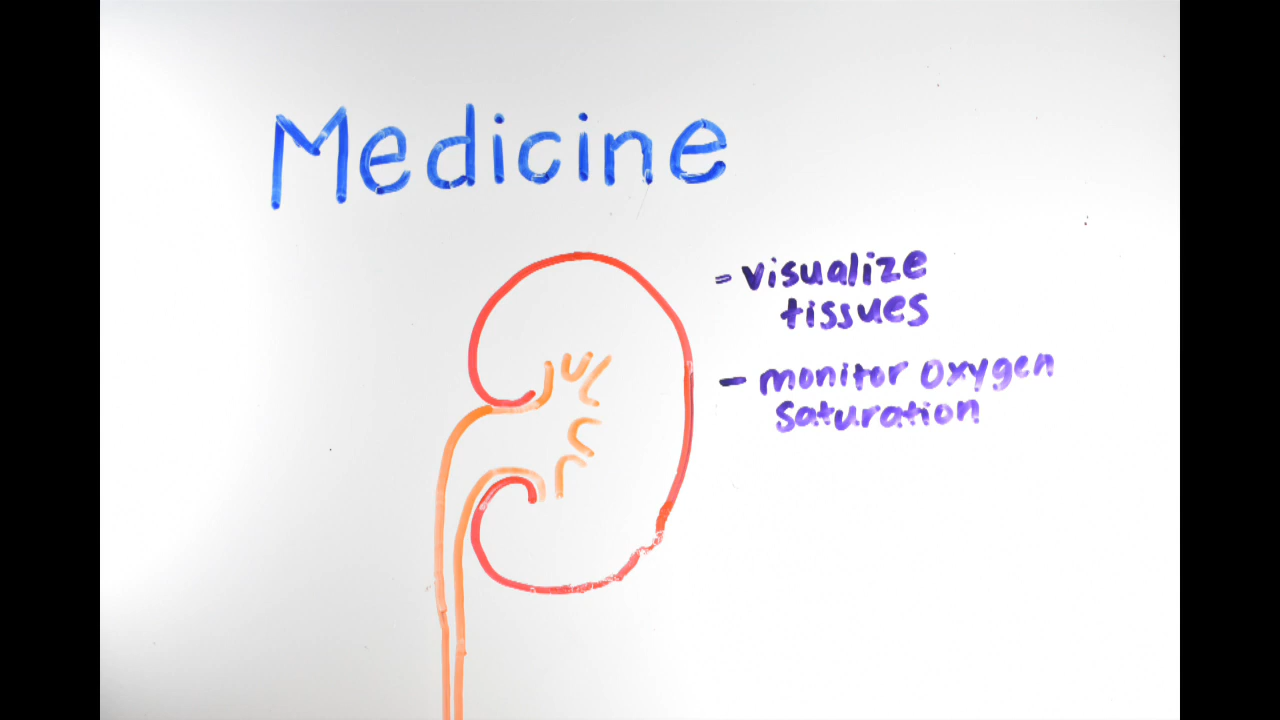 Medicine
- visualize
tissues
- monitor oxygen
saturation